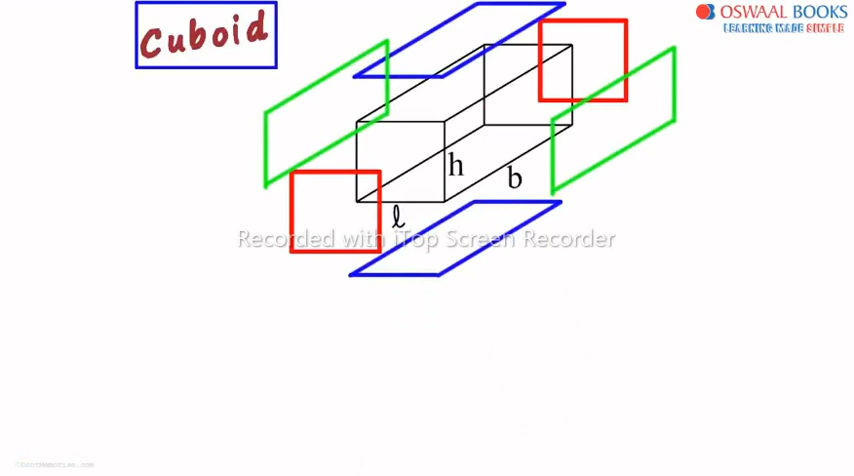 Cuboid
OSWAAL BOOKS
LEARNING MADE SIMPLE
h
b
l
Recorded with iTop Screen Recorder